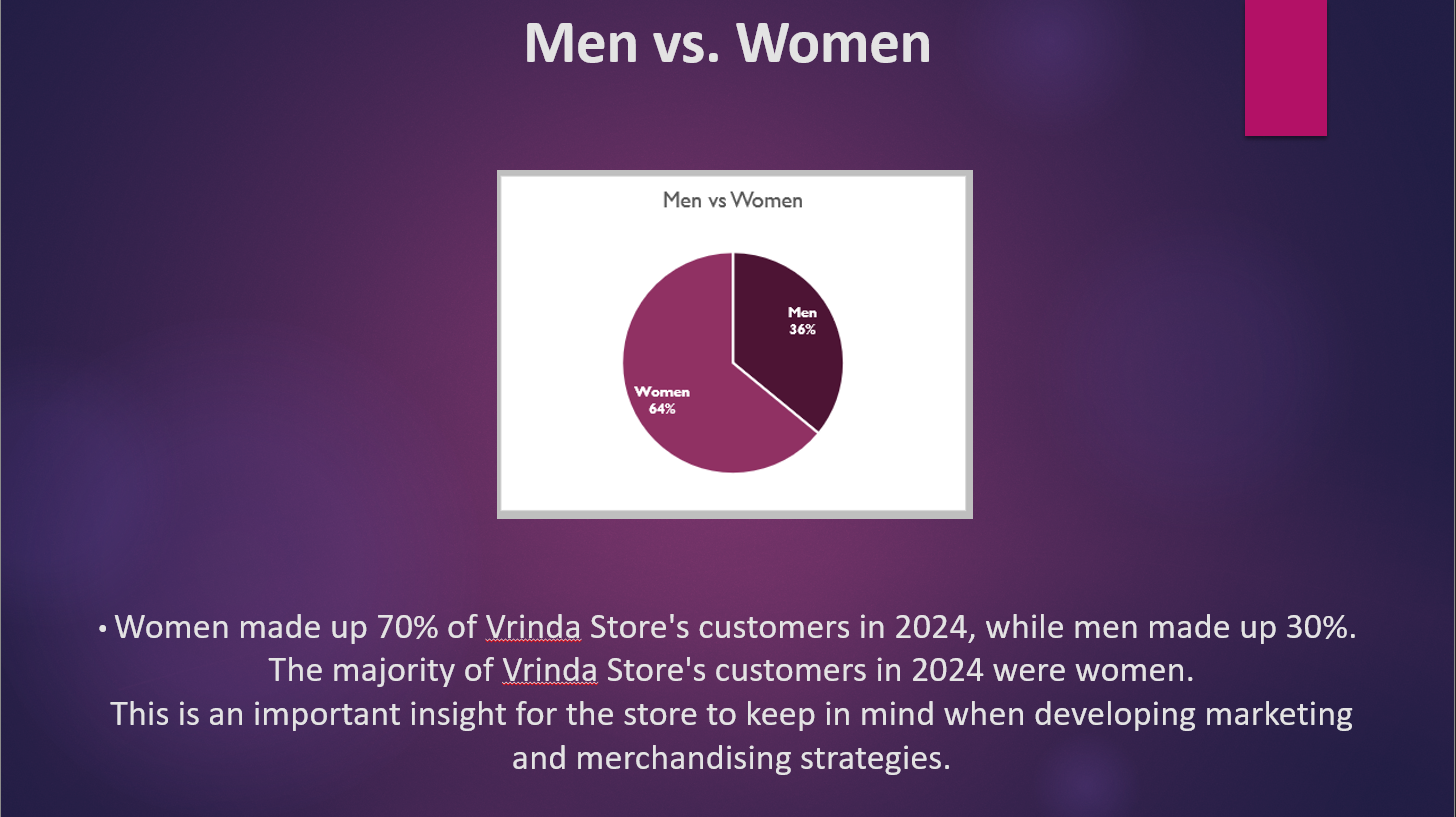 Men vs. Women
Men vs Women
Men
36%
Women
64%
• Women made up 70% of Vrinda Store's customers in 2024, while men made up 30%.
The majority of Vrinda Store's customers in 2024 were women.
This is an important insight for the store to keep in mind when developing marketing
and merchandising strategies.